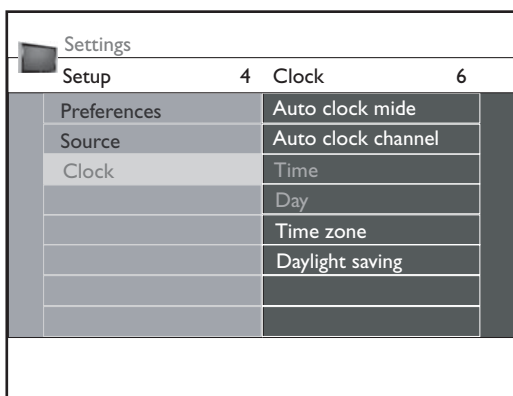 Settings
Setup 4 Clock 6
Preferences Auto clock mide
Source Auto clock channel
Clock Time
Day
Time zone
Daylight saving